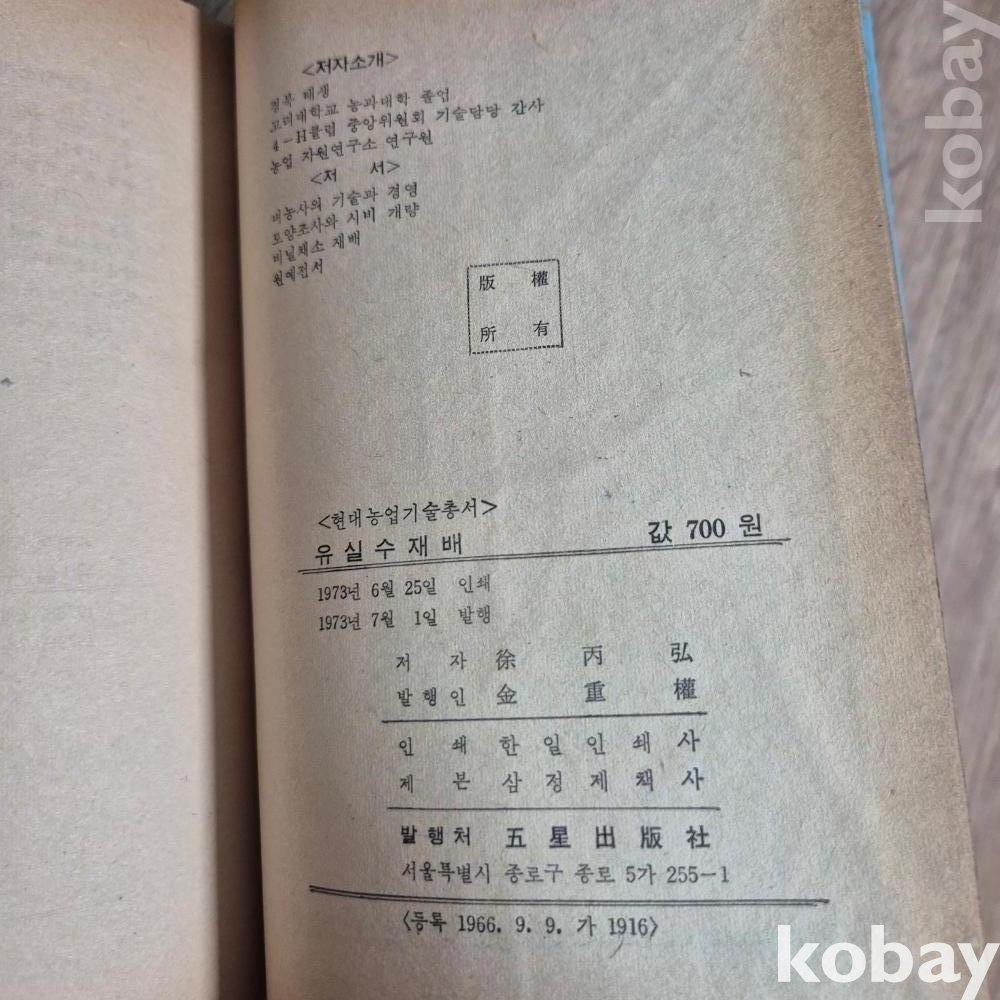 <저자소개>
경북 태생
고려대학교 농과대학 졸업
4-H클럽 중앙위원회 기술담당 간사
농업 자원연구소 연구원
<저 서>
벼농사의 기술과 경영
토양조사와 시비 개량
비닐채소 재배
원예전서
版 權
所 有
<현대농업기술총서>
유실수재배 값 700 원
1973년 6월 25일 인쇄
1973년 7월 1일 발행
저 자 徐 丙 弘
발행인 金 重 權
인 쇄 한 일 인 쇄 사
제 본 삼 정 제 책 사
발행처 五 星 出 版 社
서울특별시 종로구 종로 5가 255-1
<등록 1966. 9. 9. 가 1916>
kobay
kobay